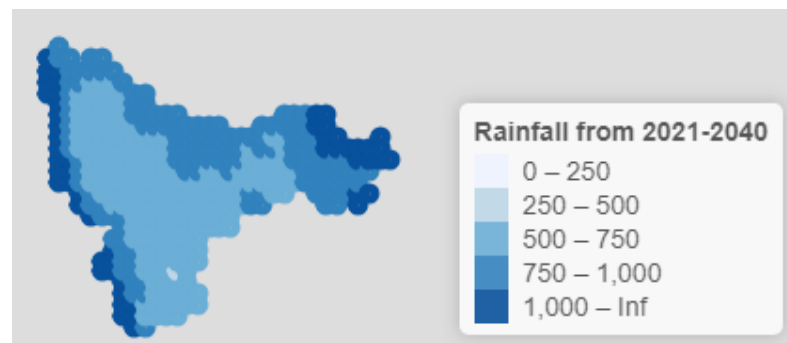 Rainfall from 2021-2040
0 – 250
250 – 500
500 – 750
750 – 1,000
1,000 – Inf